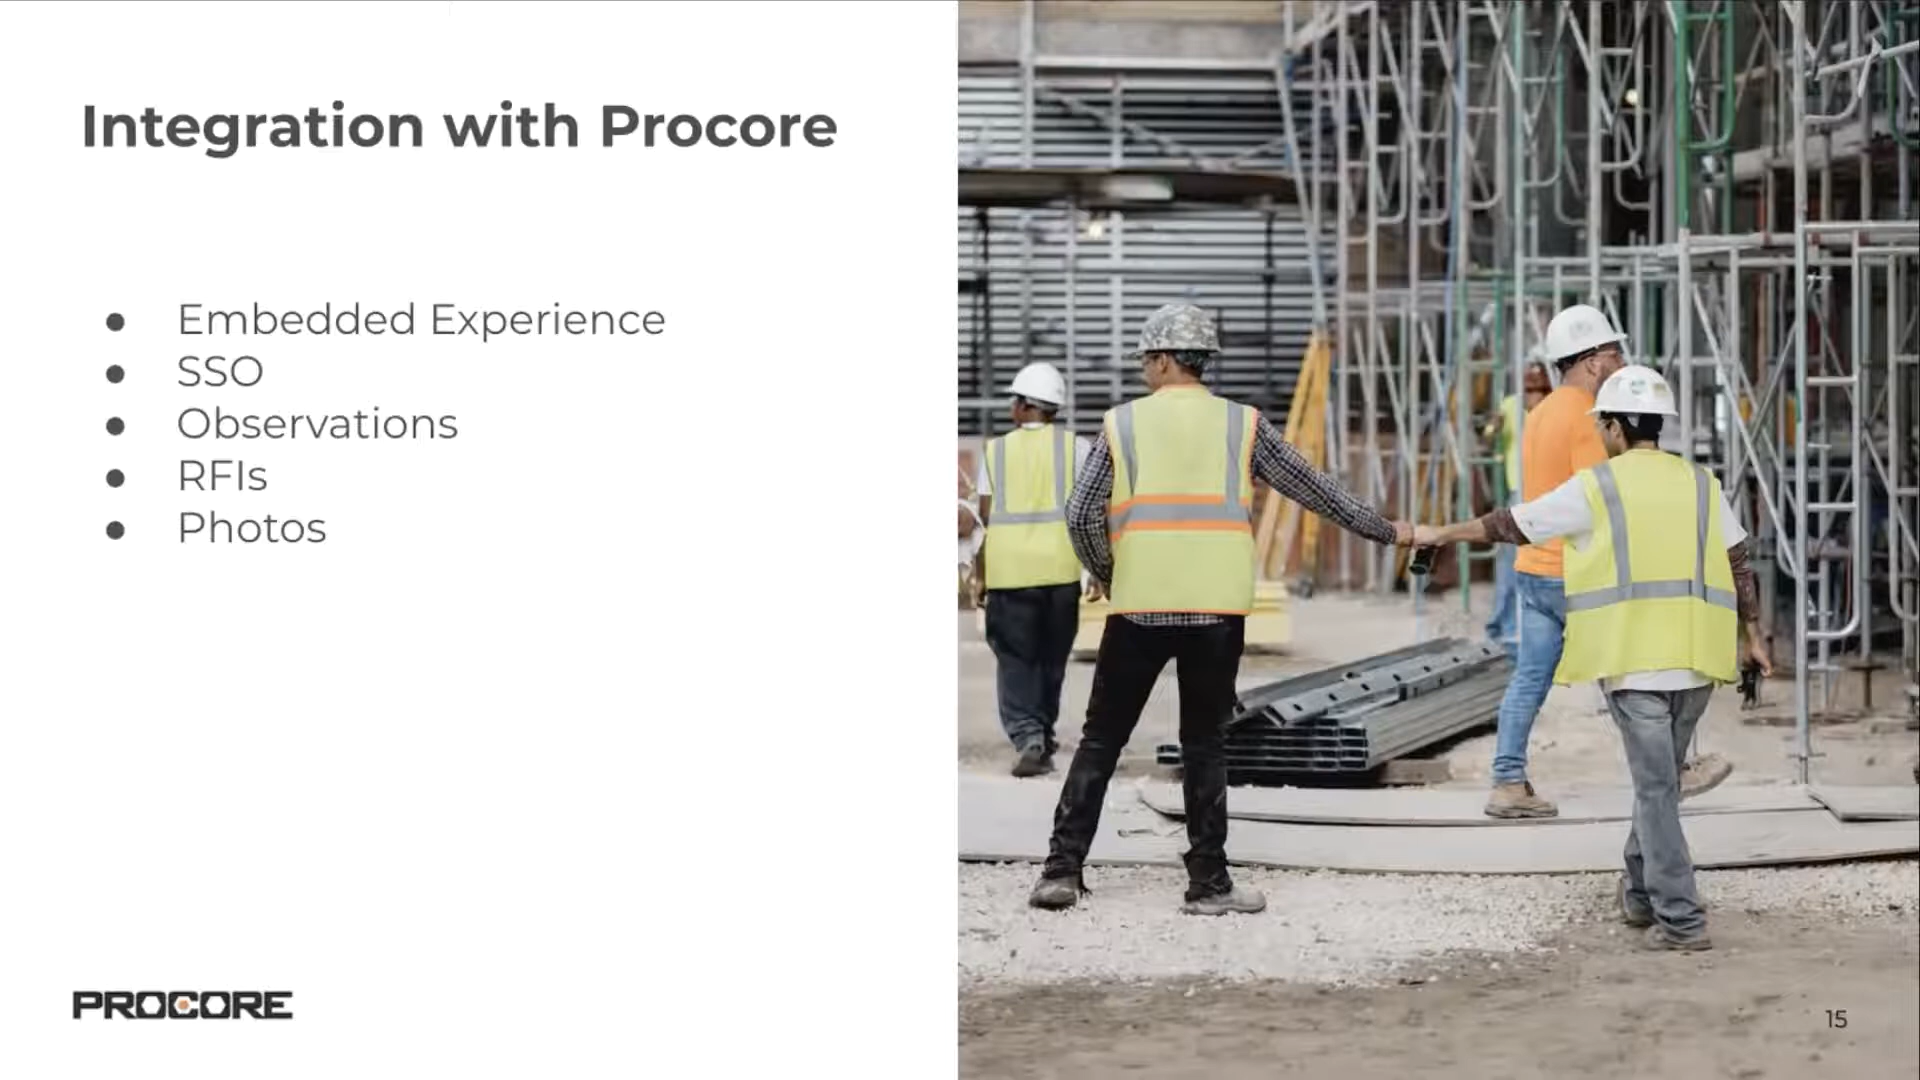 Integration with Procore
● Embedded Experience
● SSO
● Observations
● RFIs
● Photos
PROCORE
15